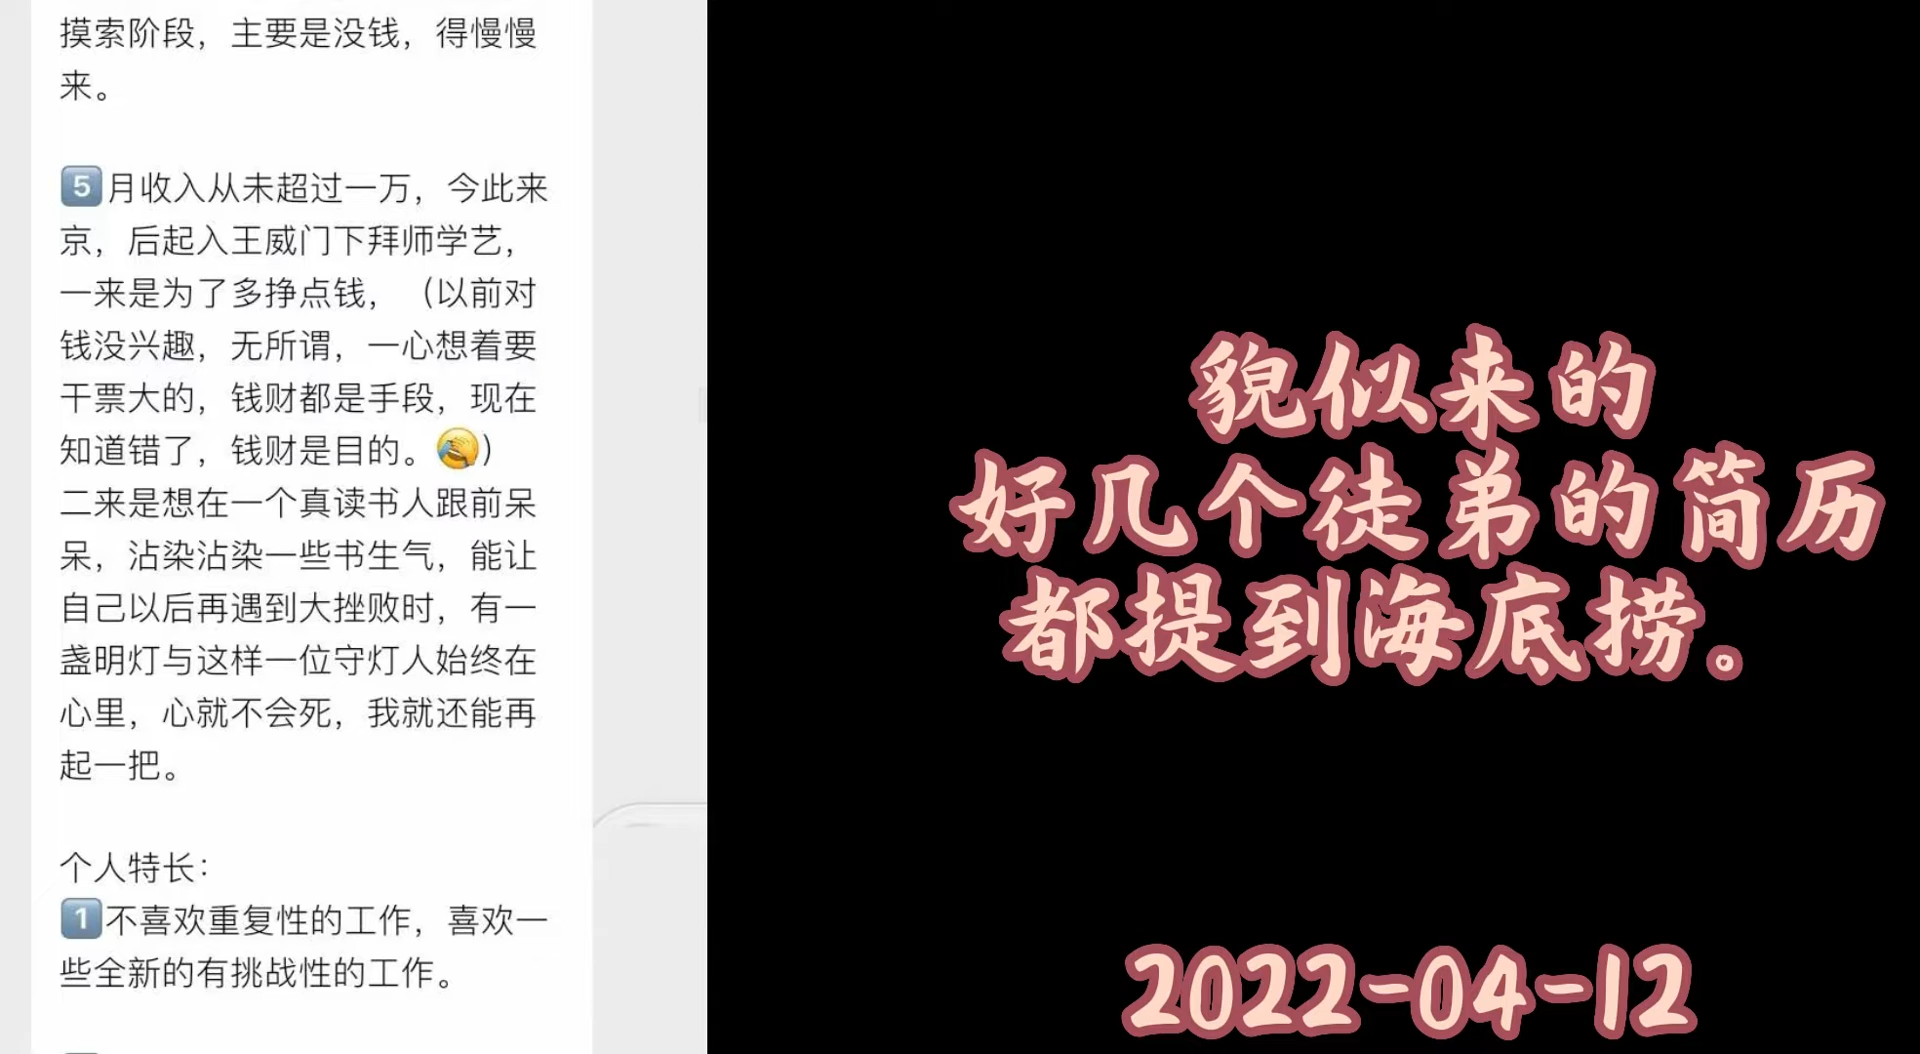 摸索阶段，主要是没钱，得慢慢
来。
5月收入从未超过一万，今此来
京，后起入王威门下拜师学艺，
一来是为了多挣点钱，（以前对
钱没兴趣，无所谓，一心想着要
干票大的，钱财都是手段，现在
知道错了，钱财是目的。🤣）
二来是想在一个真读书人跟前呆
呆，沾染沾染一些书生气，能让
自己以后再遇到大挫败时，有一
盏明灯与这样一位守灯人始终在
心里，心就不会死，我就还能再
起一把。
个人特长：
1不喜欢重复性的工作，喜欢一
些全新的有挑战性的工作。
貌似来的
好几个徒弟的简历
都提到海底捞。
2022-04-12